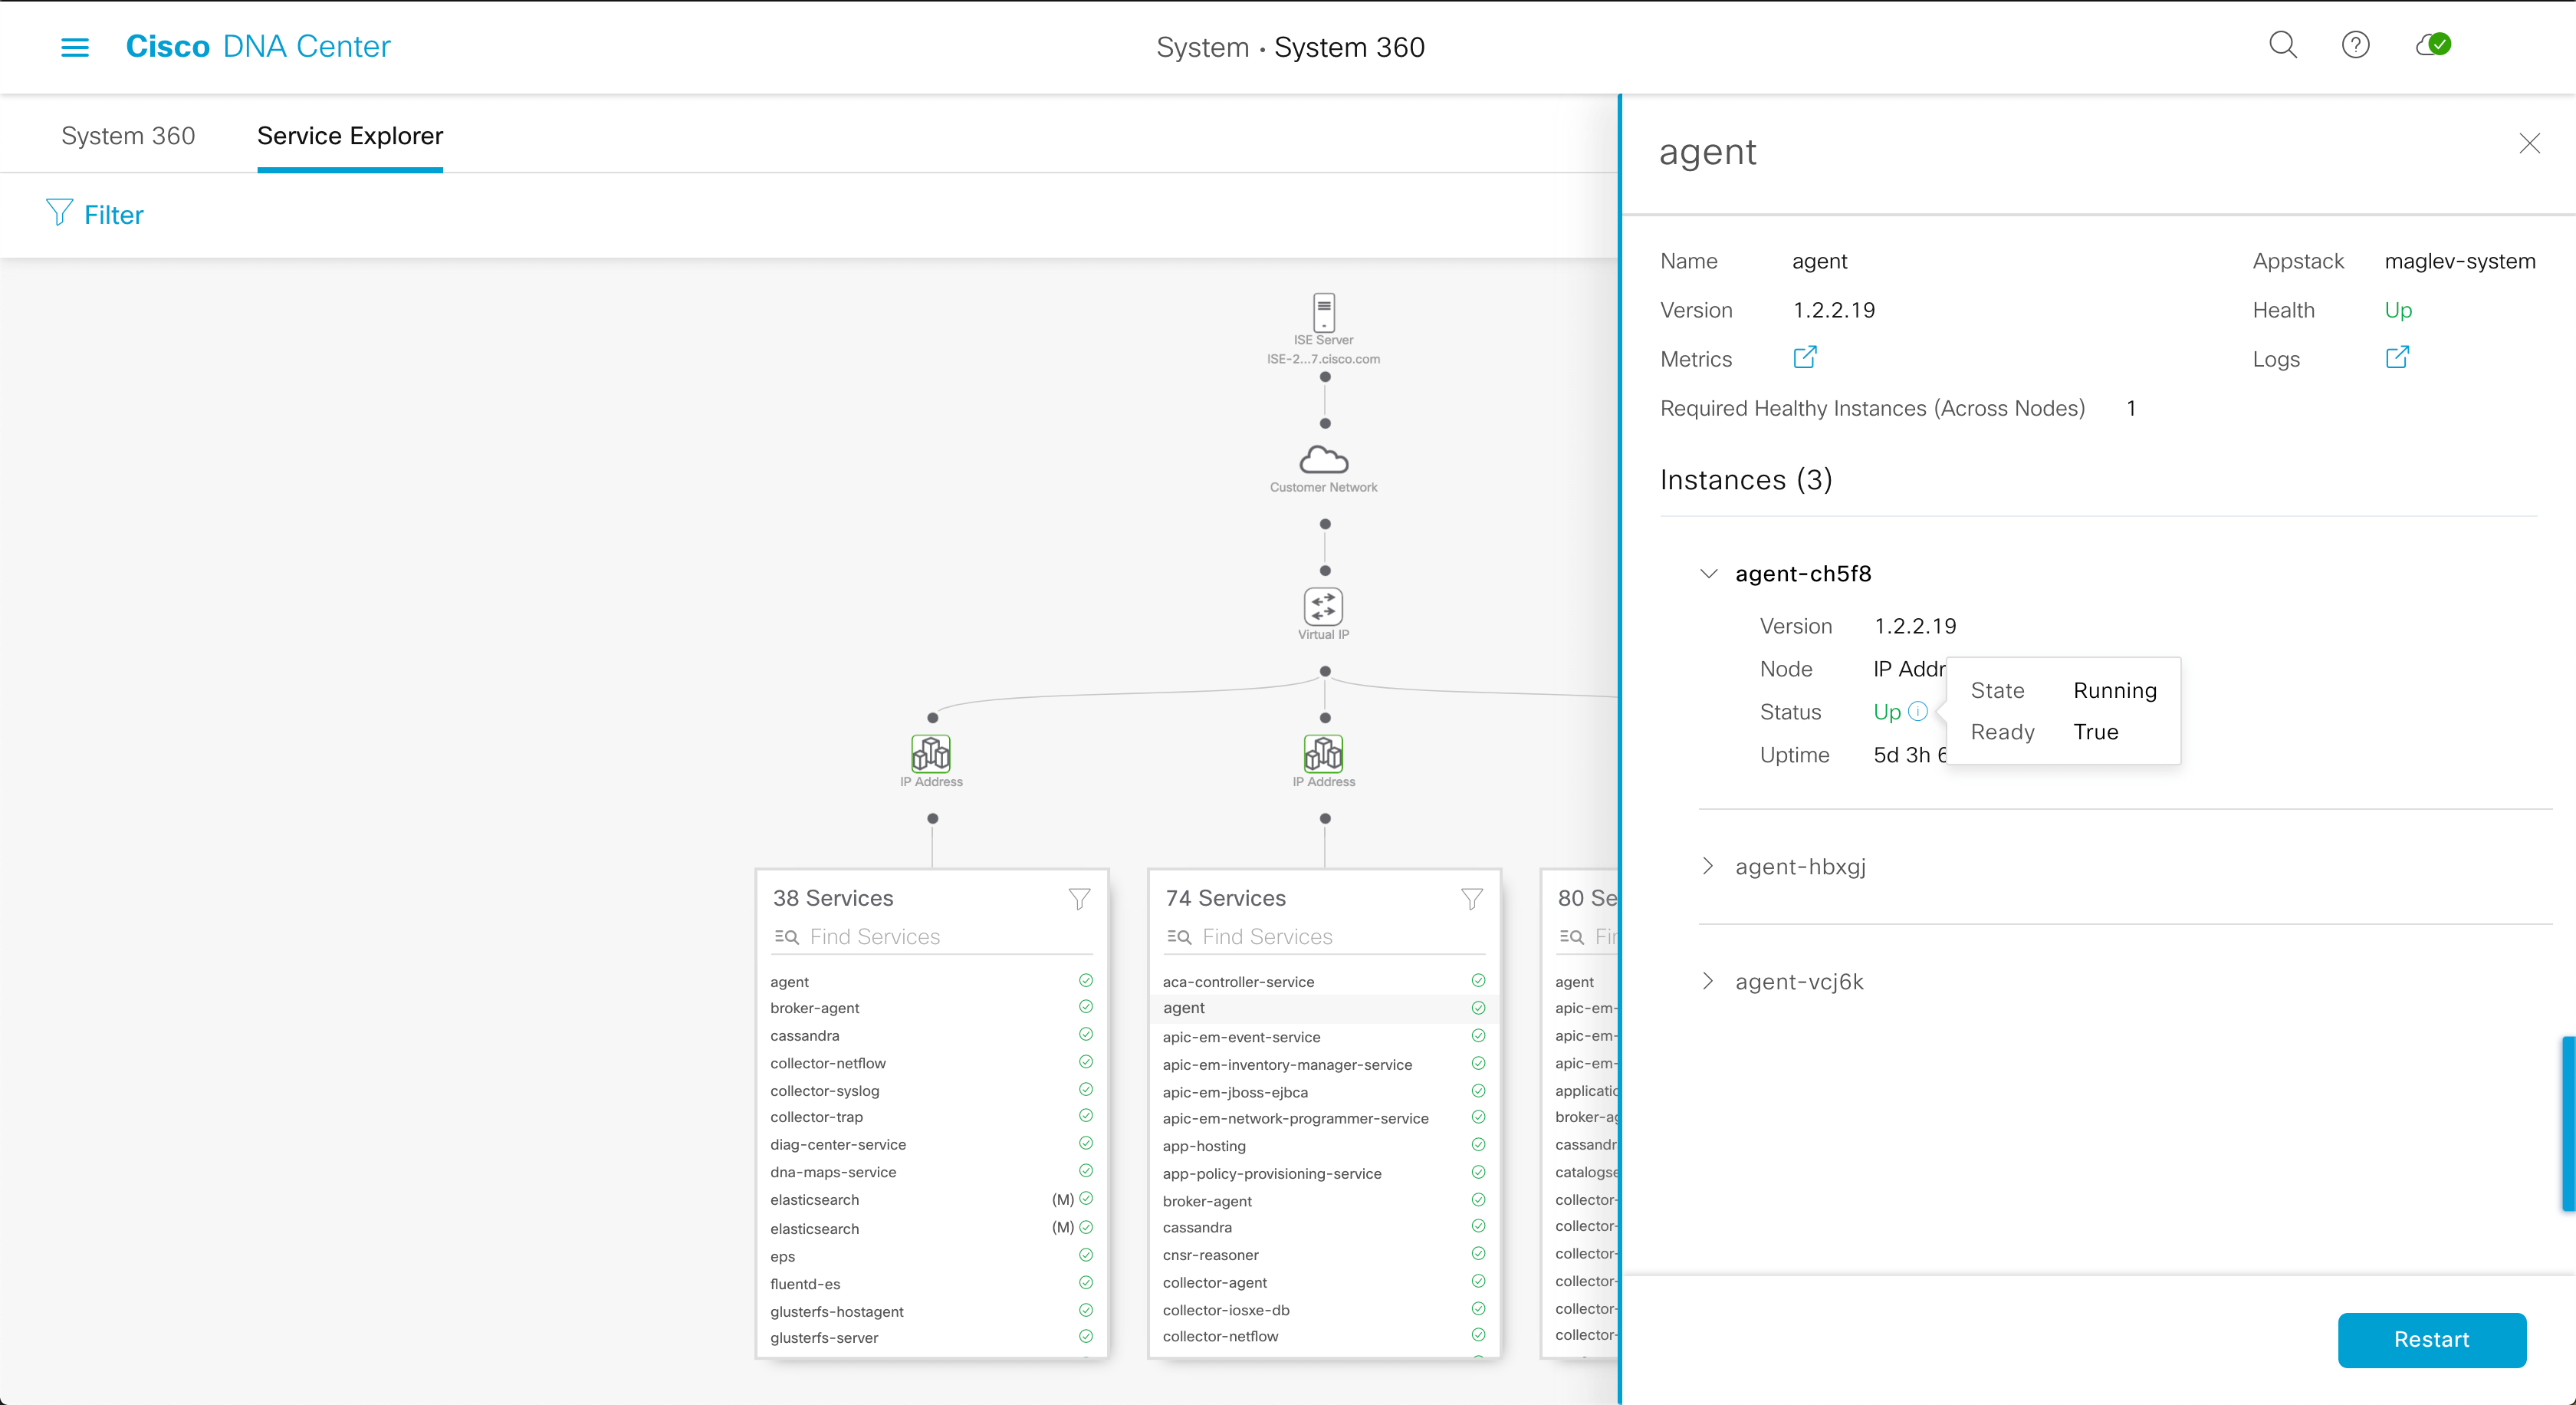 Cisco DNA Center
System • System 360
System 360
Service Explorer
Filter
ISE Server
ISE-2...7.cisco.com
Customer Network
Virtual IP
IP Address
IP Address
38 Services
Find Services
agent
broker-agent
cassandra
collector-netflow
collector-syslog
collector-trap
diag-center-service
dna-maps-service
elasticsearch (M)
elasticsearch (M)
eps
fluentd-es
glusterfs-hostagent
glusterfs-server
74 Services
Find Services
aca-controller-service
agent
apic-em-event-service
apic-em-inventory-manager-service
apic-em-jboss-ejbca
apic-em-network-programmer-service
app-hosting
app-policy-provisioning-service
broker-agent
cassandra
cnsr-reasoner
collector-agent
collector-iosxe-db
collector-netflow
80 Se
Fin
agent
apic-em-
apic-em-
apic-em-
applicatio
broker-ag
cassandr
catalogse
collector-
collector-
collector-
collector-
collector-
collector-
agent
Name agent
Appstack maglev-system
Version 1.2.2.19
Health Up
Metrics
Logs
Required Healthy Instances (Across Nodes) 1
Instances (3)
agent-ch5f8
Version 1.2.2.19
Node IP Addr
Status Up
Uptime 5d 3h 6
State Running
Ready True
agent-hbxgj
agent-vcj6k
Restart